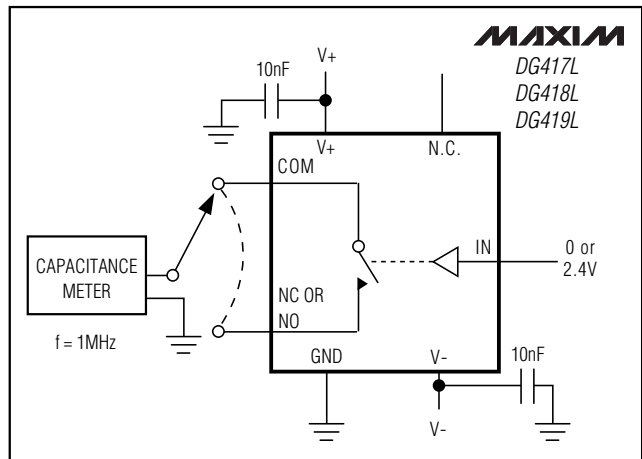 MAXIM
DG417L
DG418L
DG419L
V+
10nF
V+
N.C.
COM
IN
0 or
2.4V
CAPACITANCE
METER
NC OR
NO
f = 1MHz
GND
V-
10nF
V-